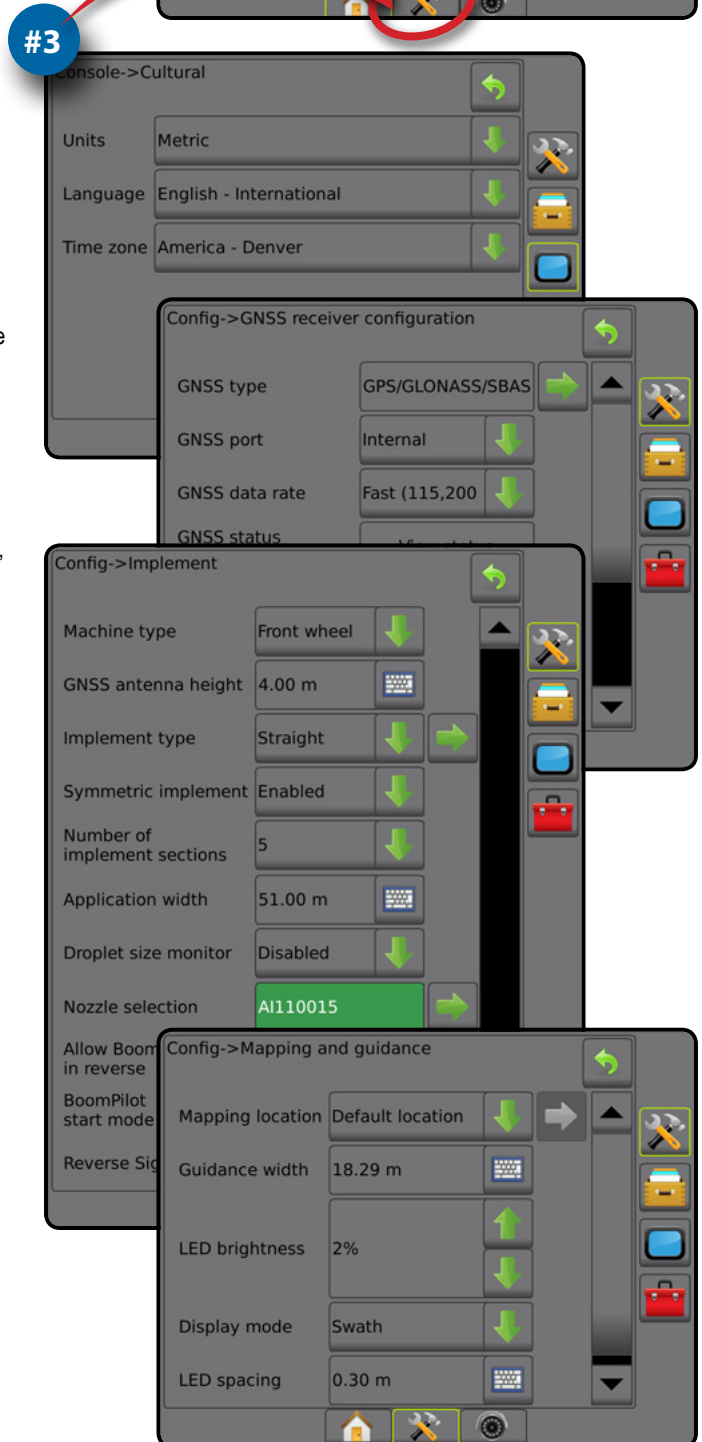 #3
Console->Cultural
Units Metric
Language English - International
Time zone America - Denver
e
Config->GNSS receiver configuration
GNSS type GPS/GLONASS/SBAS
GNSS port Internal
GNSS data rate Fast (115,200
GNSS status
,
Config->Implement
Machine type Front wheel
GNSS antenna height 4.00 m
Implement type Straight
Symmetric implement Enabled
Number of
implement sections 5
Application width 51.00 m
Droplet size monitor Disabled
Nozzle selection AI110015
Allow Boom
in reverse
BoomPilot
start mode
Reverse Sig
Config->Mapping and guidance
Mapping location Default location
Guidance width 18.29 m
LED brightness 2%
Display mode Swath
LED spacing 0.30 m